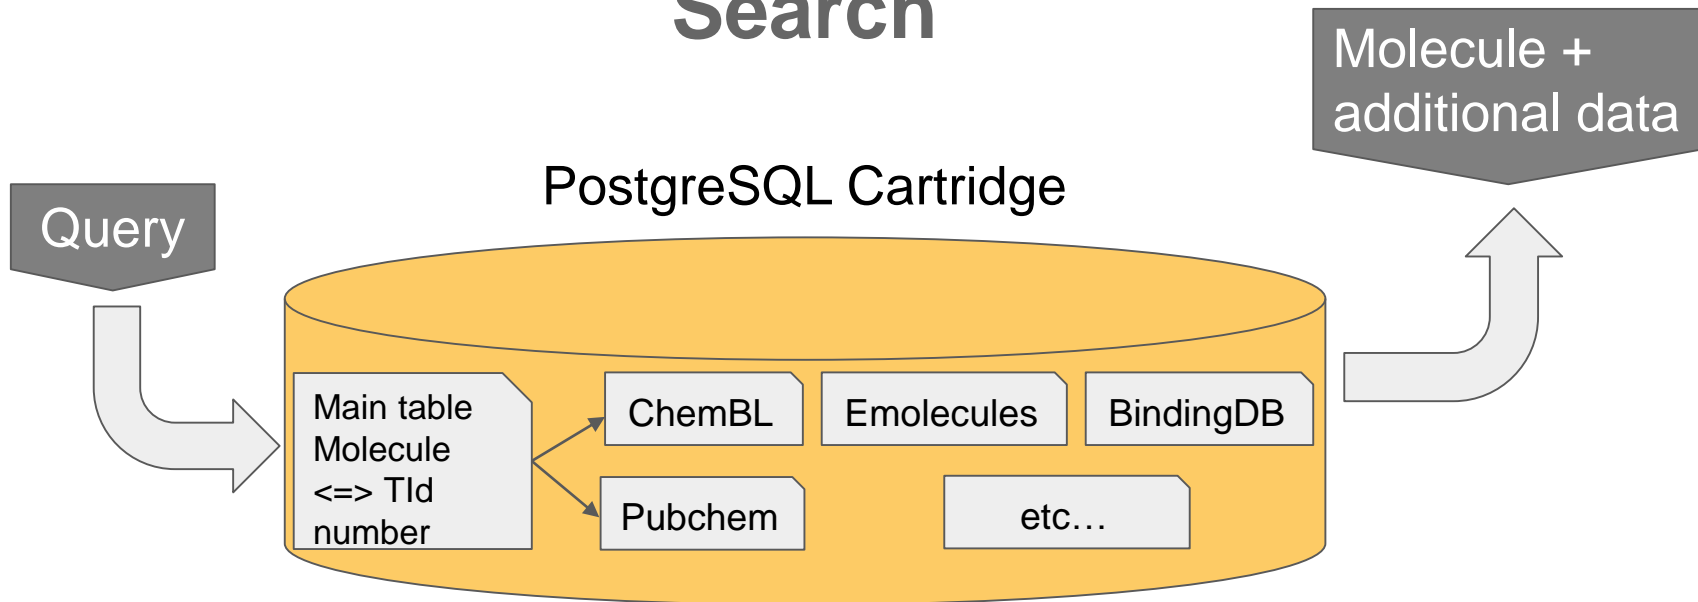 Search
Molecule +
additional data
PostgreSQL Cartridge
Query
Main table
Molecule
<=> TId
number
ChemBL
Emolecules
BindingDB
Pubchem
etc…